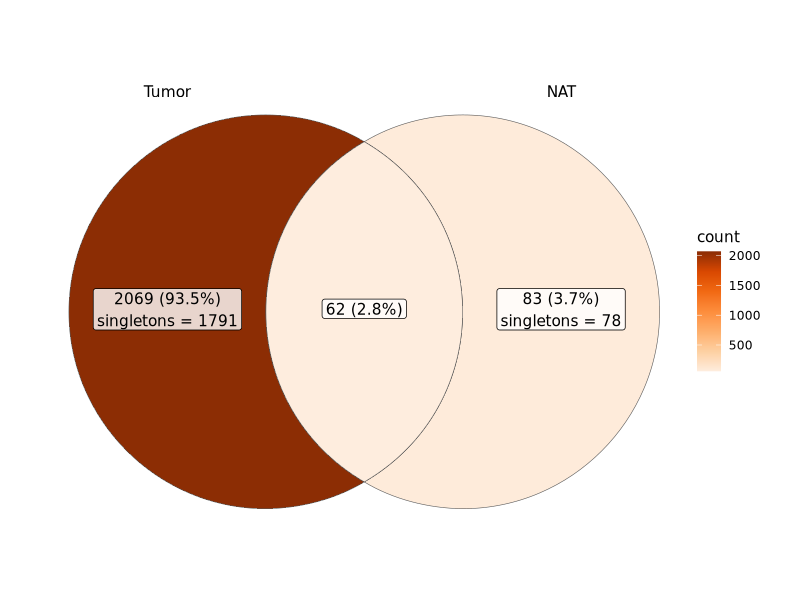 Tumor
NAT
2069 (93.5%)
singletons = 1791
62 (2.8%)
83 (3.7%)
singletons = 78
count
2000
1500
1000
500